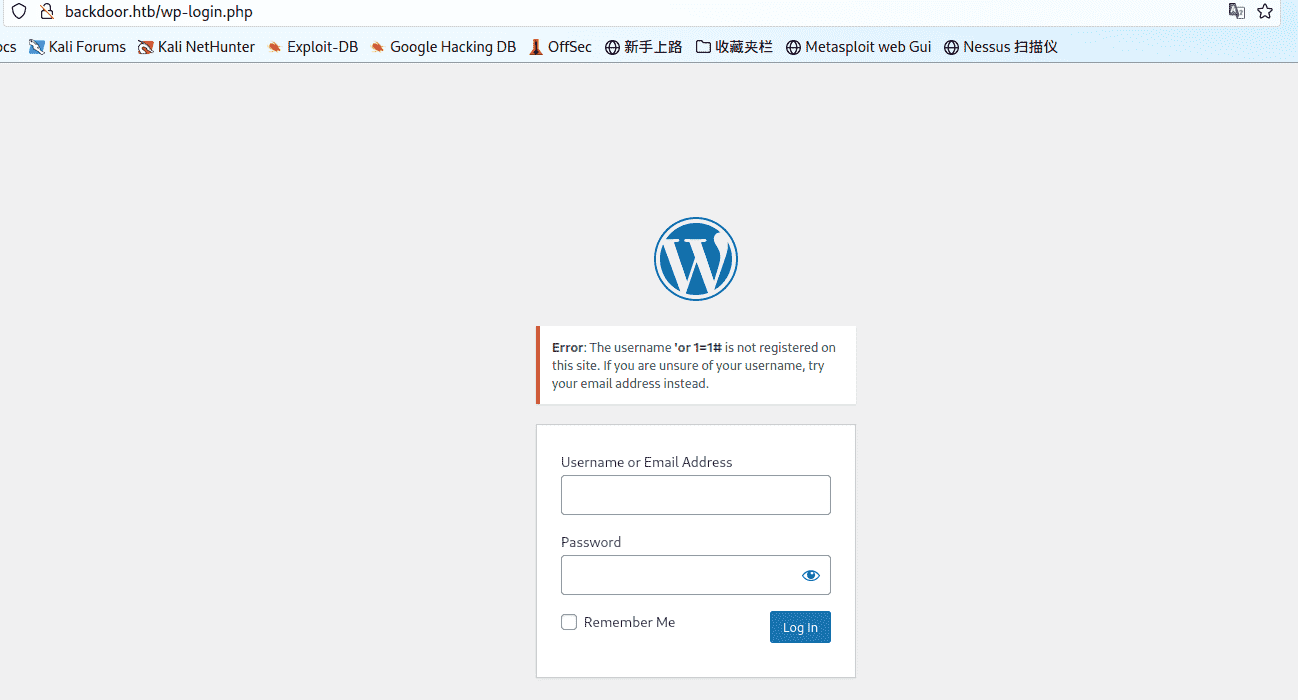 backdoor.htb/wp-login.php
ocs Kali Forums Kali NetHunter Exploit-DB Google Hacking DB OffSec 新手上路 收藏夹栏 Metasploit web Gui Nessus 扫描仪
Error: The username 'or 1=1# is not registered on
this site. If you are unsure of your username, try
your email address instead.
Username or Email Address
Password
Remember Me
Log In